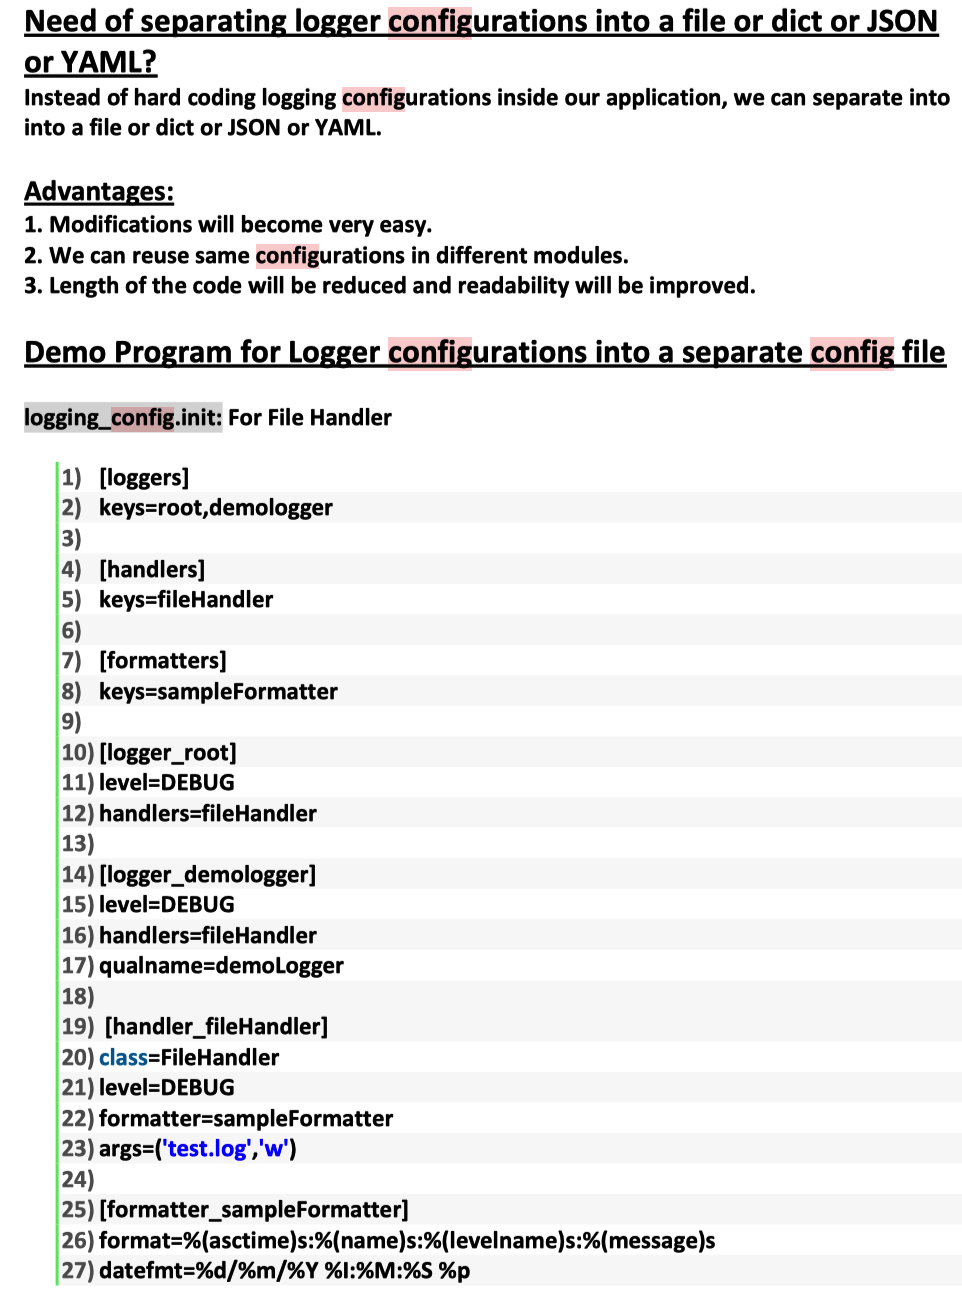 Need of separating logger configurations into a file or dict or JSON
or YAML?
Instead of hard coding logging configurations inside our application, we can separate into
into a file or dict or JSON or YAML.
Advantages:
1. Modifications will become very easy.
2. We can reuse same configurations in different modules.
3. Length of the code will be reduced and readability will be improved.
Demo Program for Logger configurations into a separate config file
logging_config.init: For File Handler
1) [loggers]
2) keys=root,demologger
3)
4) [handlers]
5) keys=fileHandler
6)
7) [formatters]
8) keys=sampleFormatter
9)
10) [logger_root]
11) level=DEBUG
12) handlers=fileHandler
13)
14) [logger_demologger]
15) level=DEBUG
16) handlers=fileHandler
17) qualname=demoLogger
18)
19) [handler_fileHandler]
20) class=FileHandler
21) level=DEBUG
22) formatter=sampleFormatter
23) args=('test.log','w')
24)
25) [formatter_sampleFormatter]
26) format=%(asctime)s:%(name)s:%(levelname)s:%(message)s
27) datefmt=%d/%m/%Y %I:%M:%S %p